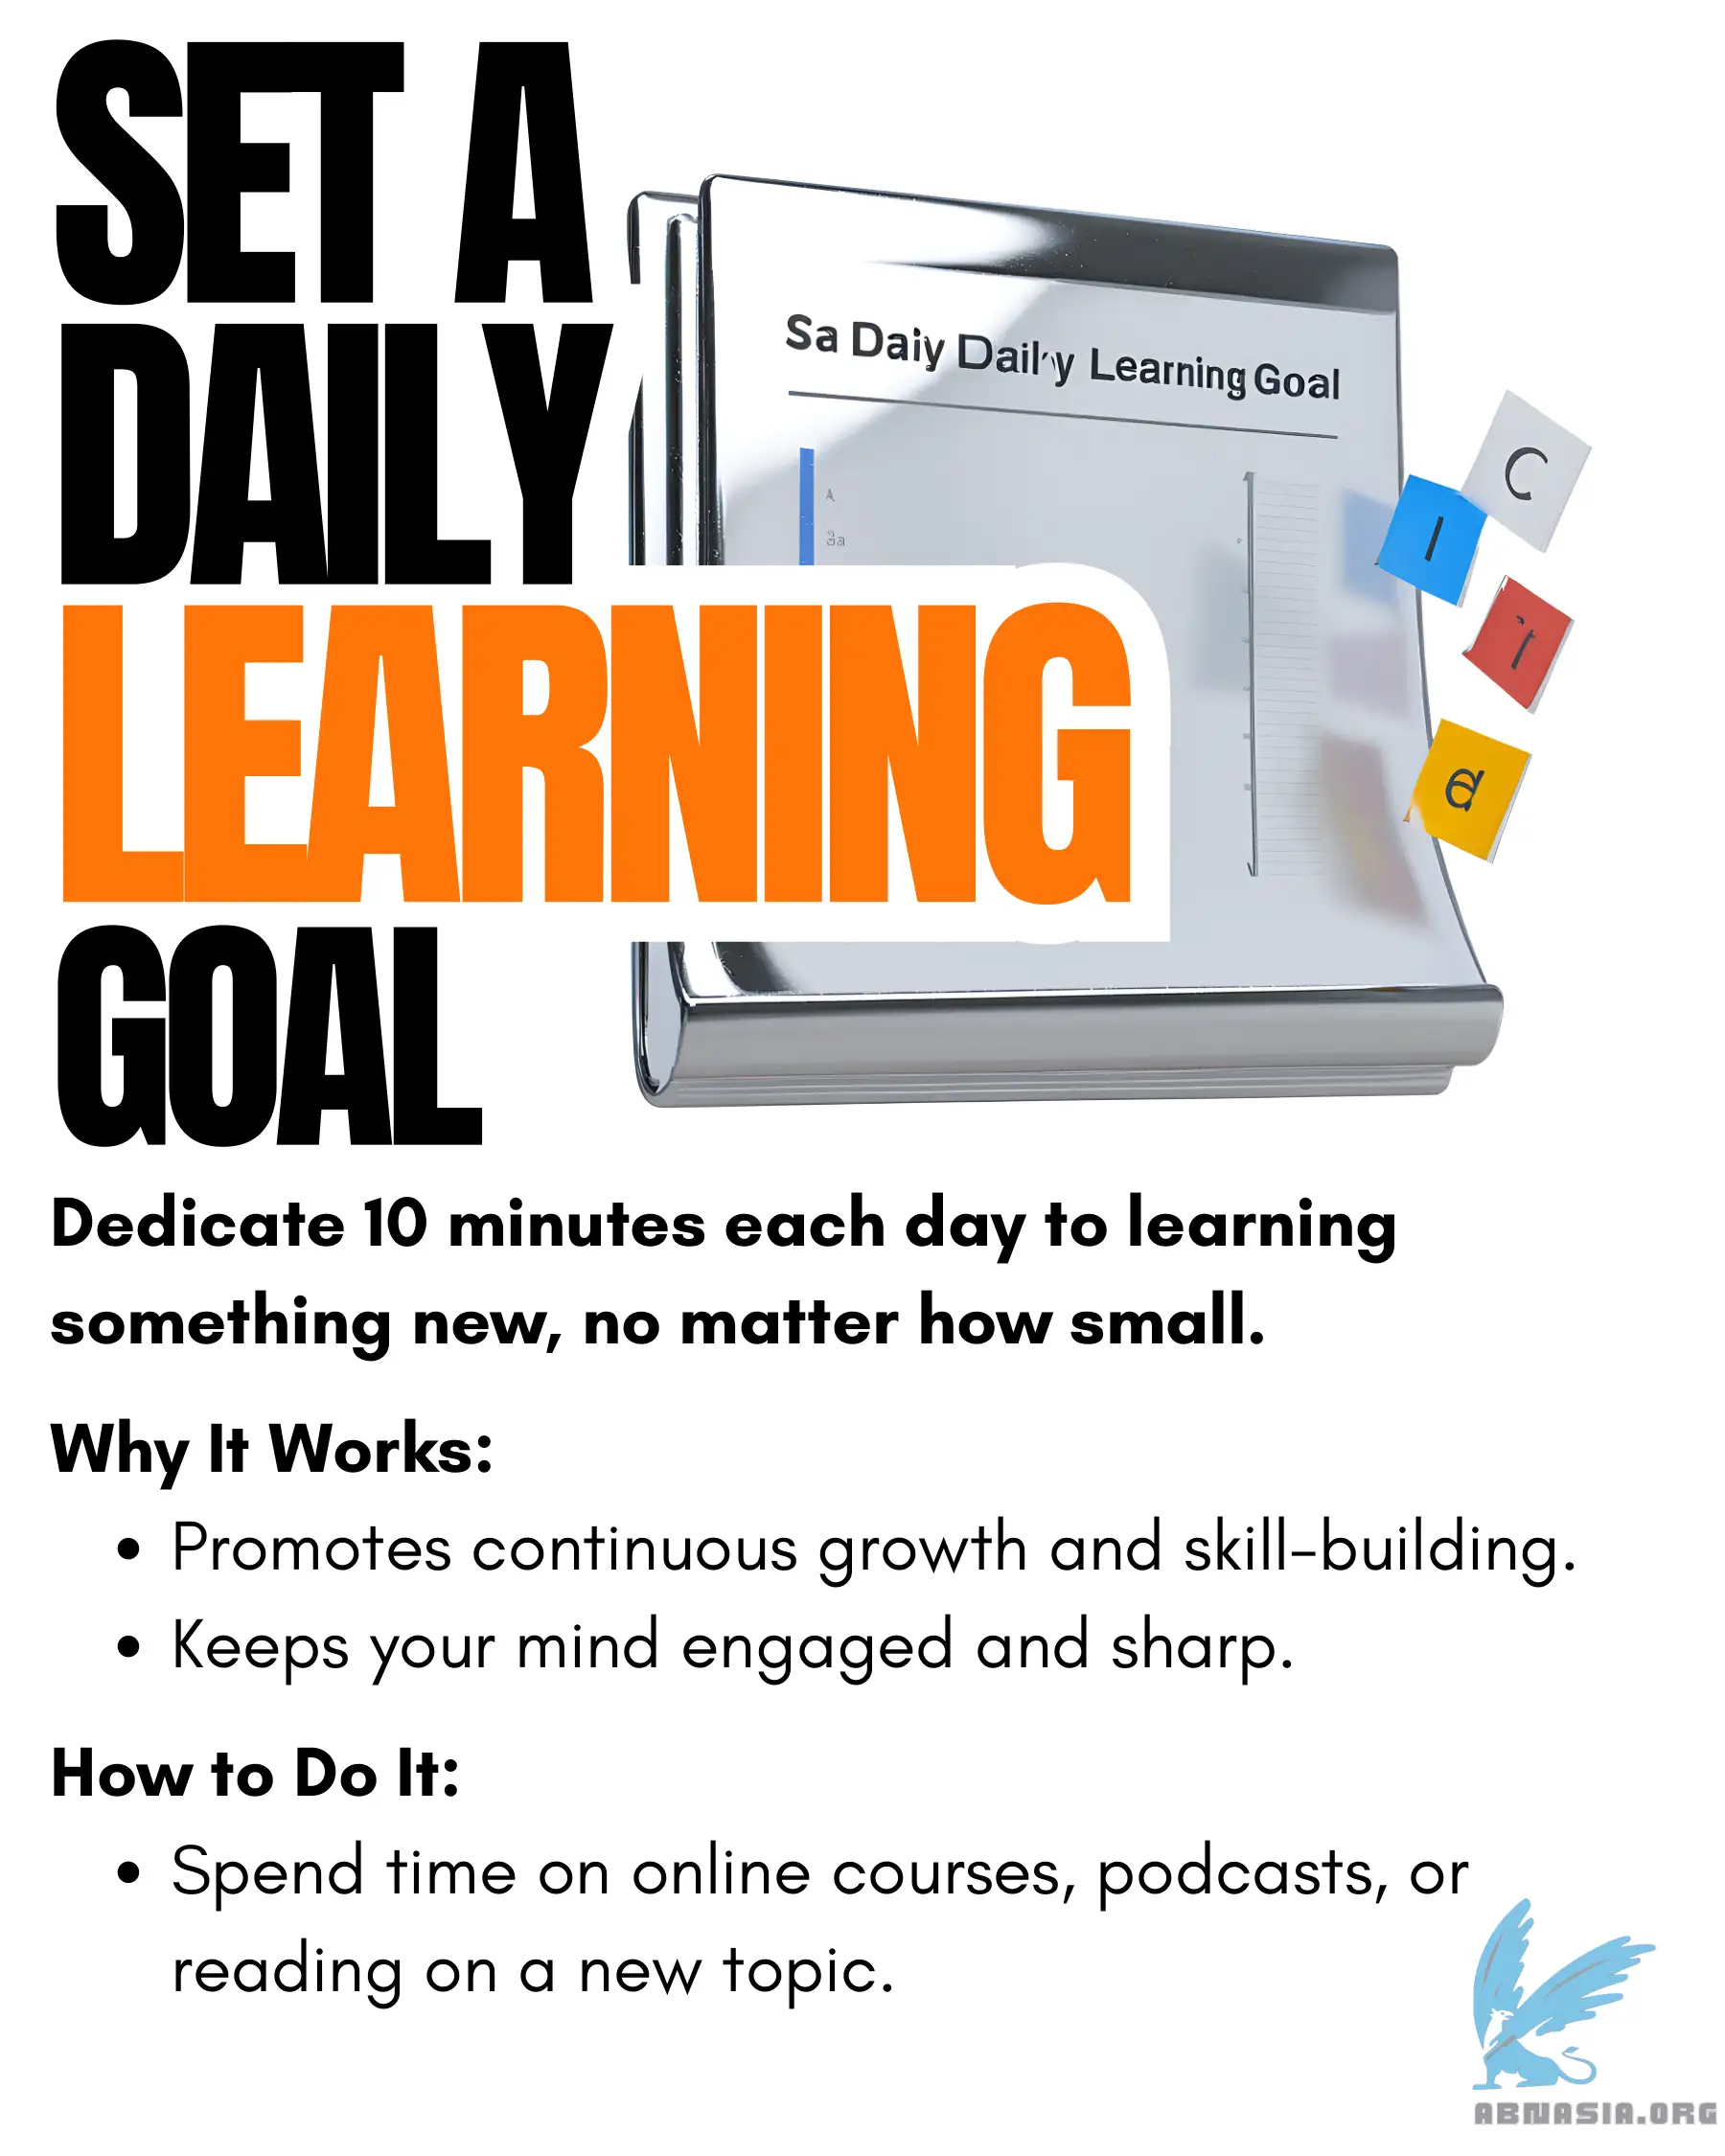 SET A
DAILY
LEARNING
GOAL
Sa Daiy Dail'y Learning Goal
A
3a
C
l
a
Dedicate 10 minutes each day to learning
something new, no matter how small.
Why It Works:
• Promotes continuous growth and skill-building.
• Keeps your mind engaged and sharp.
How to Do It:
• Spend time on online courses, podcasts, or
reading on a new topic.
ABNASIA.ORG